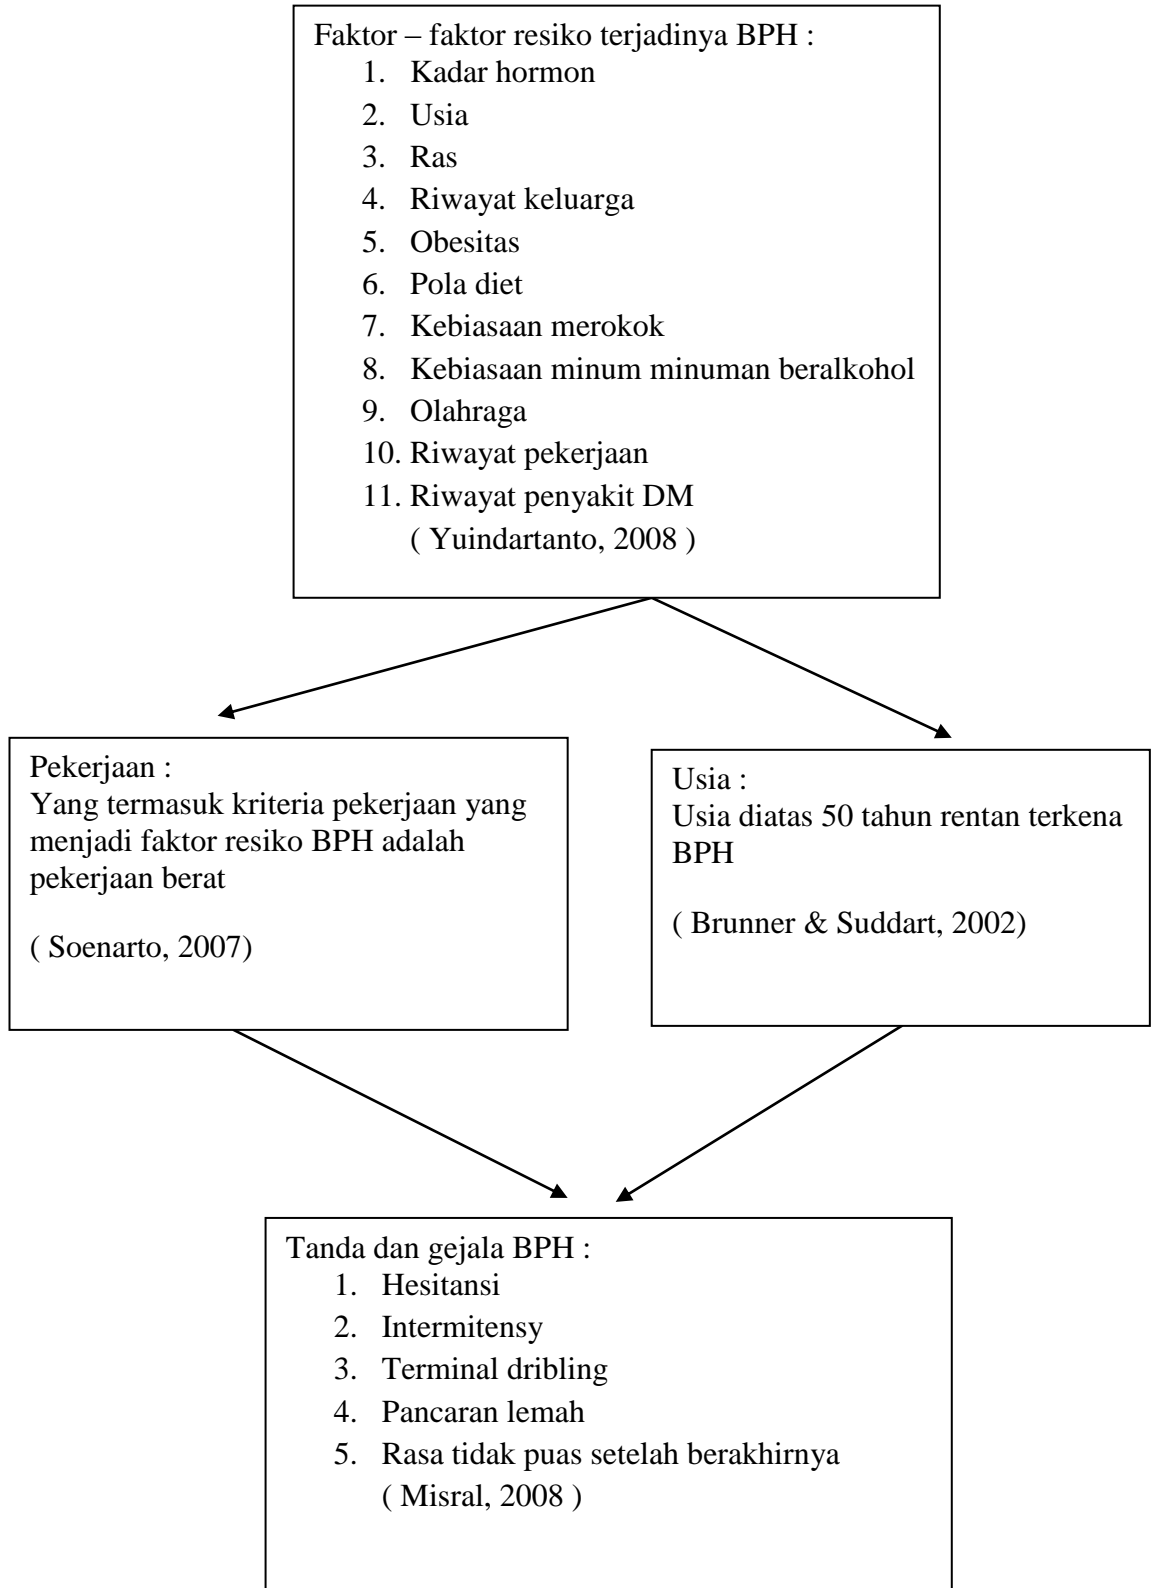 Faktor – faktor resiko terjadinya BPH :
1. Kadar hormon
2. Usia
3. Ras
4. Riwayat keluarga
5. Obesitas
6. Pola diet
7. Kebiasaan merokok
8. Kebiasaan minum minuman beralkohol
9. Olahraga
10. Riwayat pekerjaan
11. Riwayat penyakit DM
( Yuindartanto, 2008 )
Pekerjaan :
Yang termasuk kriteria pekerjaan yang
menjadi faktor resiko BPH adalah
pekerjaan berat
( Soenarto, 2007)
Usia :
Usia diatas 50 tahun rentan terkena
BPH
( Brunner & Suddart, 2002)
Tanda dan gejala BPH :
1. Hesitansi
2. Intermitensy
3. Terminal dribling
4. Pancaran lemah
5. Rasa tidak puas setelah berakhirnya
( Misral, 2008 )